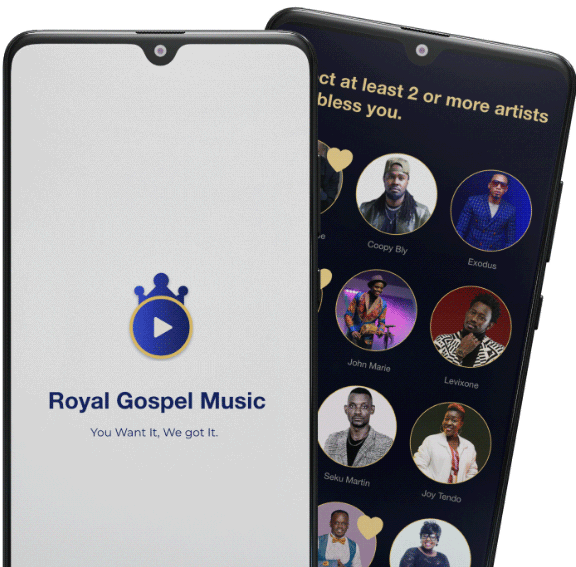 Royal Gospel Music
You Want It, We got It.
ct at least 2 or more artists
bless you.
Coopy Bly
Exodus
John Marie
Levixone
Seku Martin
Joy Tendo